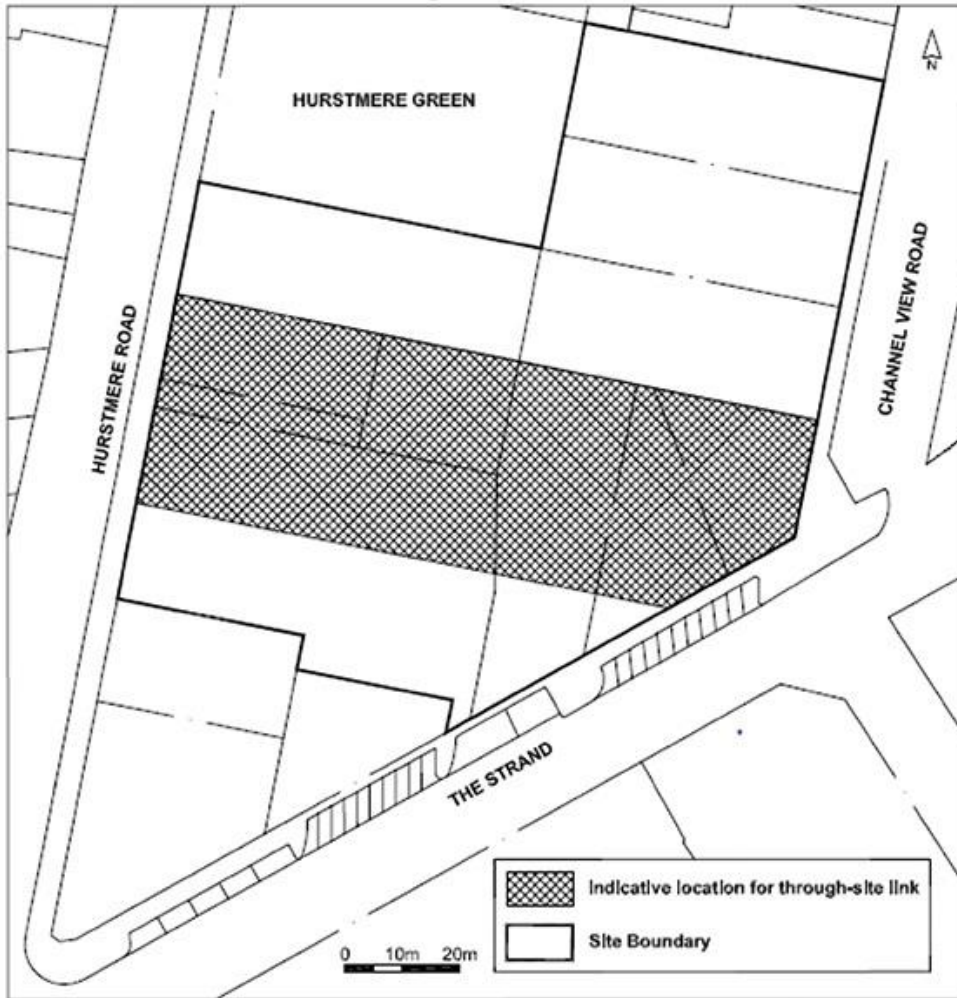 N
HURSTMERE GREEN
HURSTMERE ROAD
CHANNEL VIEW ROAD
THE STRAND
Indicative location for through-site link
Site Boundary
0 10m 20m